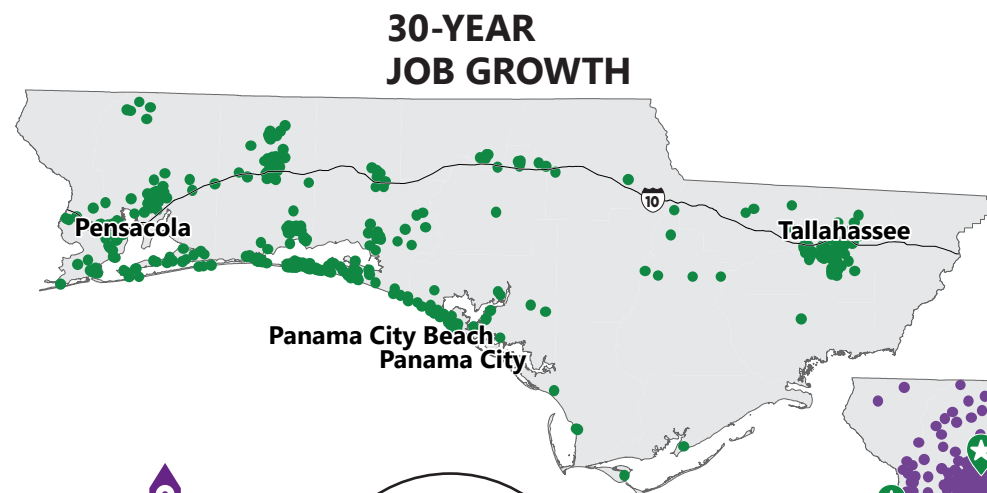 30-YEAR
JOB GROWTH
10
Pensacola
Tallahassee
Panama City Beach
Panama City